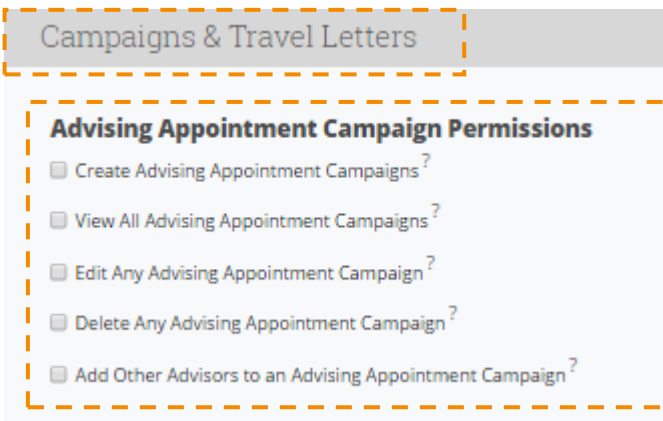 Campaigns & Travel Letters
Advising Appointment Campaign Permissions
Create Advising Appointment Campaigns?
View All Advising Appointment Campaigns?
Edit Any Advising Appointment Campaign?
Delete Any Advising Appointment Campaign?
Add Other Advisors to an Advising Appointment Campaign?